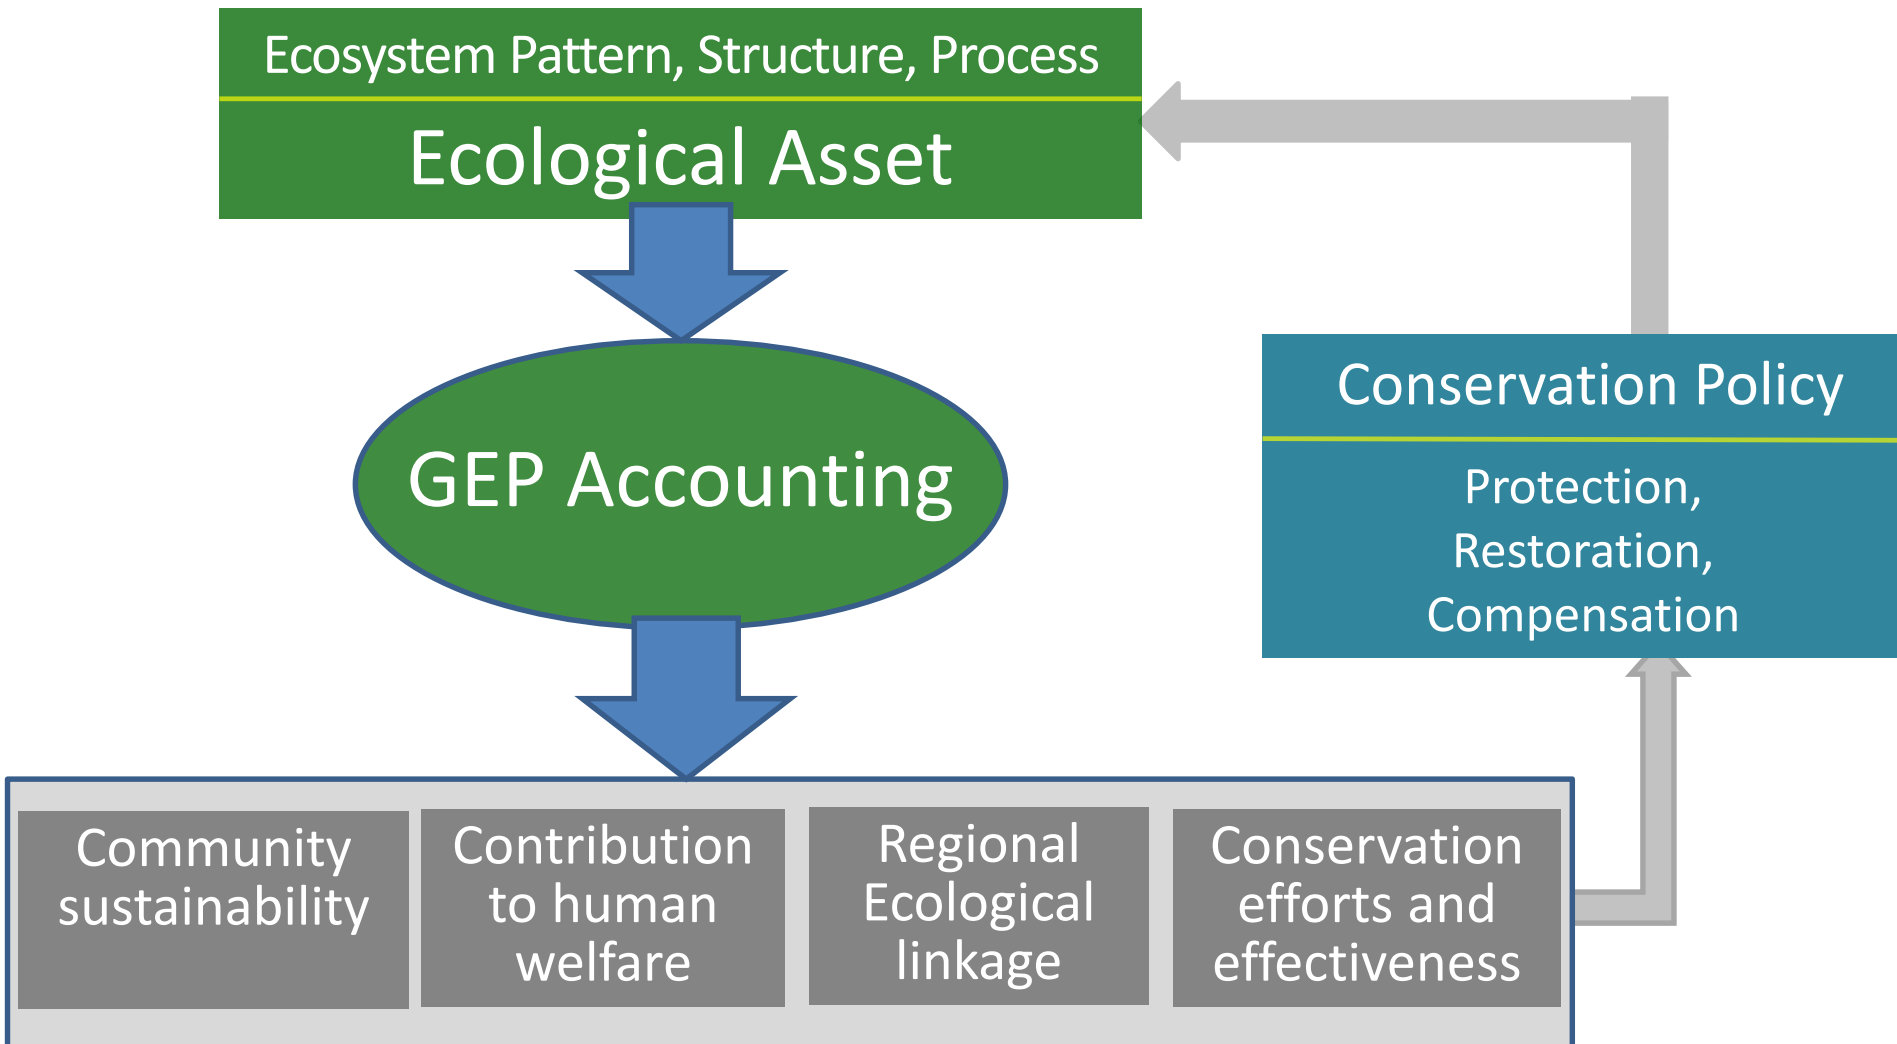 Ecosystem Pattern, Structure, Process
Ecological Asset
GEP Accounting
Conservation Policy
Protection,
Restoration,
Compensation
Community
sustainability
Contribution
to human
welfare
Regional
Ecological
linkage
Conservation
efforts and
effectiveness